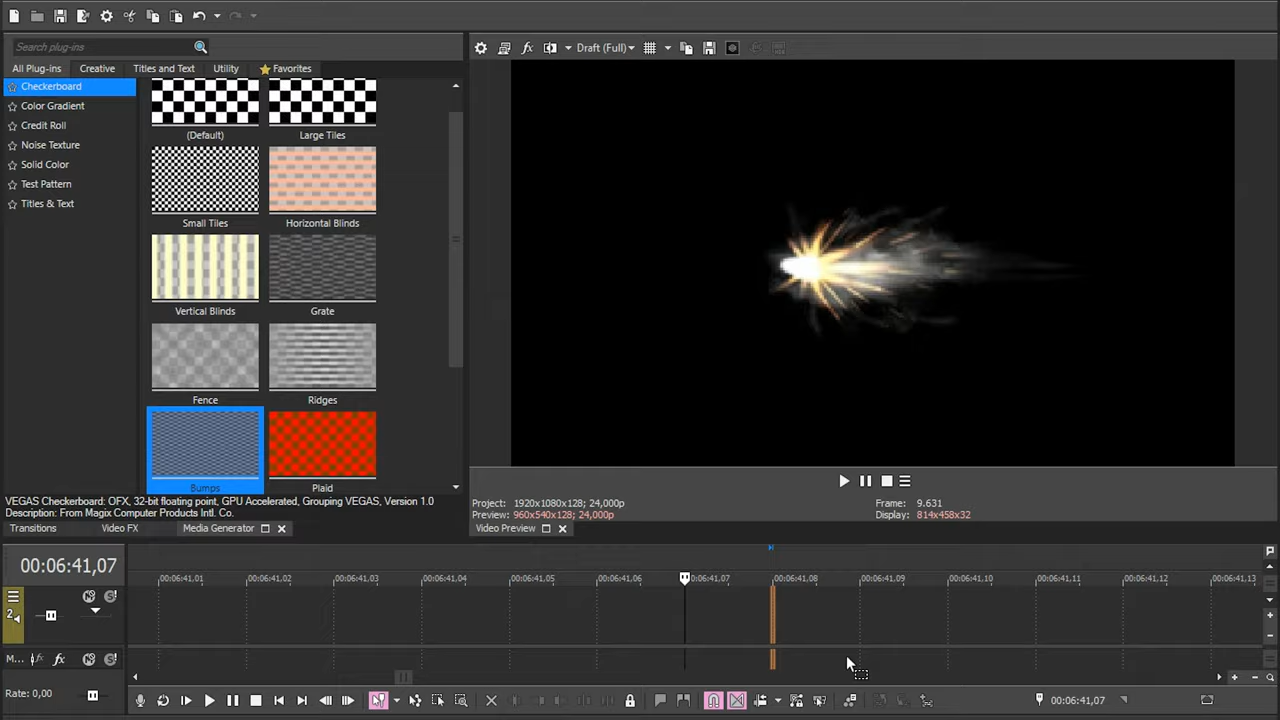 Search plug-ins
Draft (Full)
All Plug-ins Creative Titles and Text Utility Favorites
Checkerboard
Color Gradient
Credit Roll
Noise Texture
Solid Color
Test Pattern
Titles & Text
(Default) Large Tiles
Small Tiles Horizontal Blinds
Vertical Blinds Grate
Fence Ridges
Bumps Plaid
VEGAS Checkerboard: OFX, 32-bit floating point, GPU Accelerated, Grouping VEGAS, Version 1.0
Description: From Magix Computer Products Intl. Co.
Transitions Video FX Media Generator
Project: 1920x1080x128; 24,000p
Preview: 960x540x128; 24,000p
Frame: 9.631
Display: 814x458x32
Video Preview
00:06:41,07
00:06:41,01 00:06:41,02 00:06:41,03 00:06:41,04 00:06:41,05 00:06:41,06 00:06:41,07 00:06:41,08 00:06:41,09 00:06:41,10 00:06:41,11 00:06:41,12 00:06:41,13
2
M... fx
Rate: 0,00
00:06:41,07